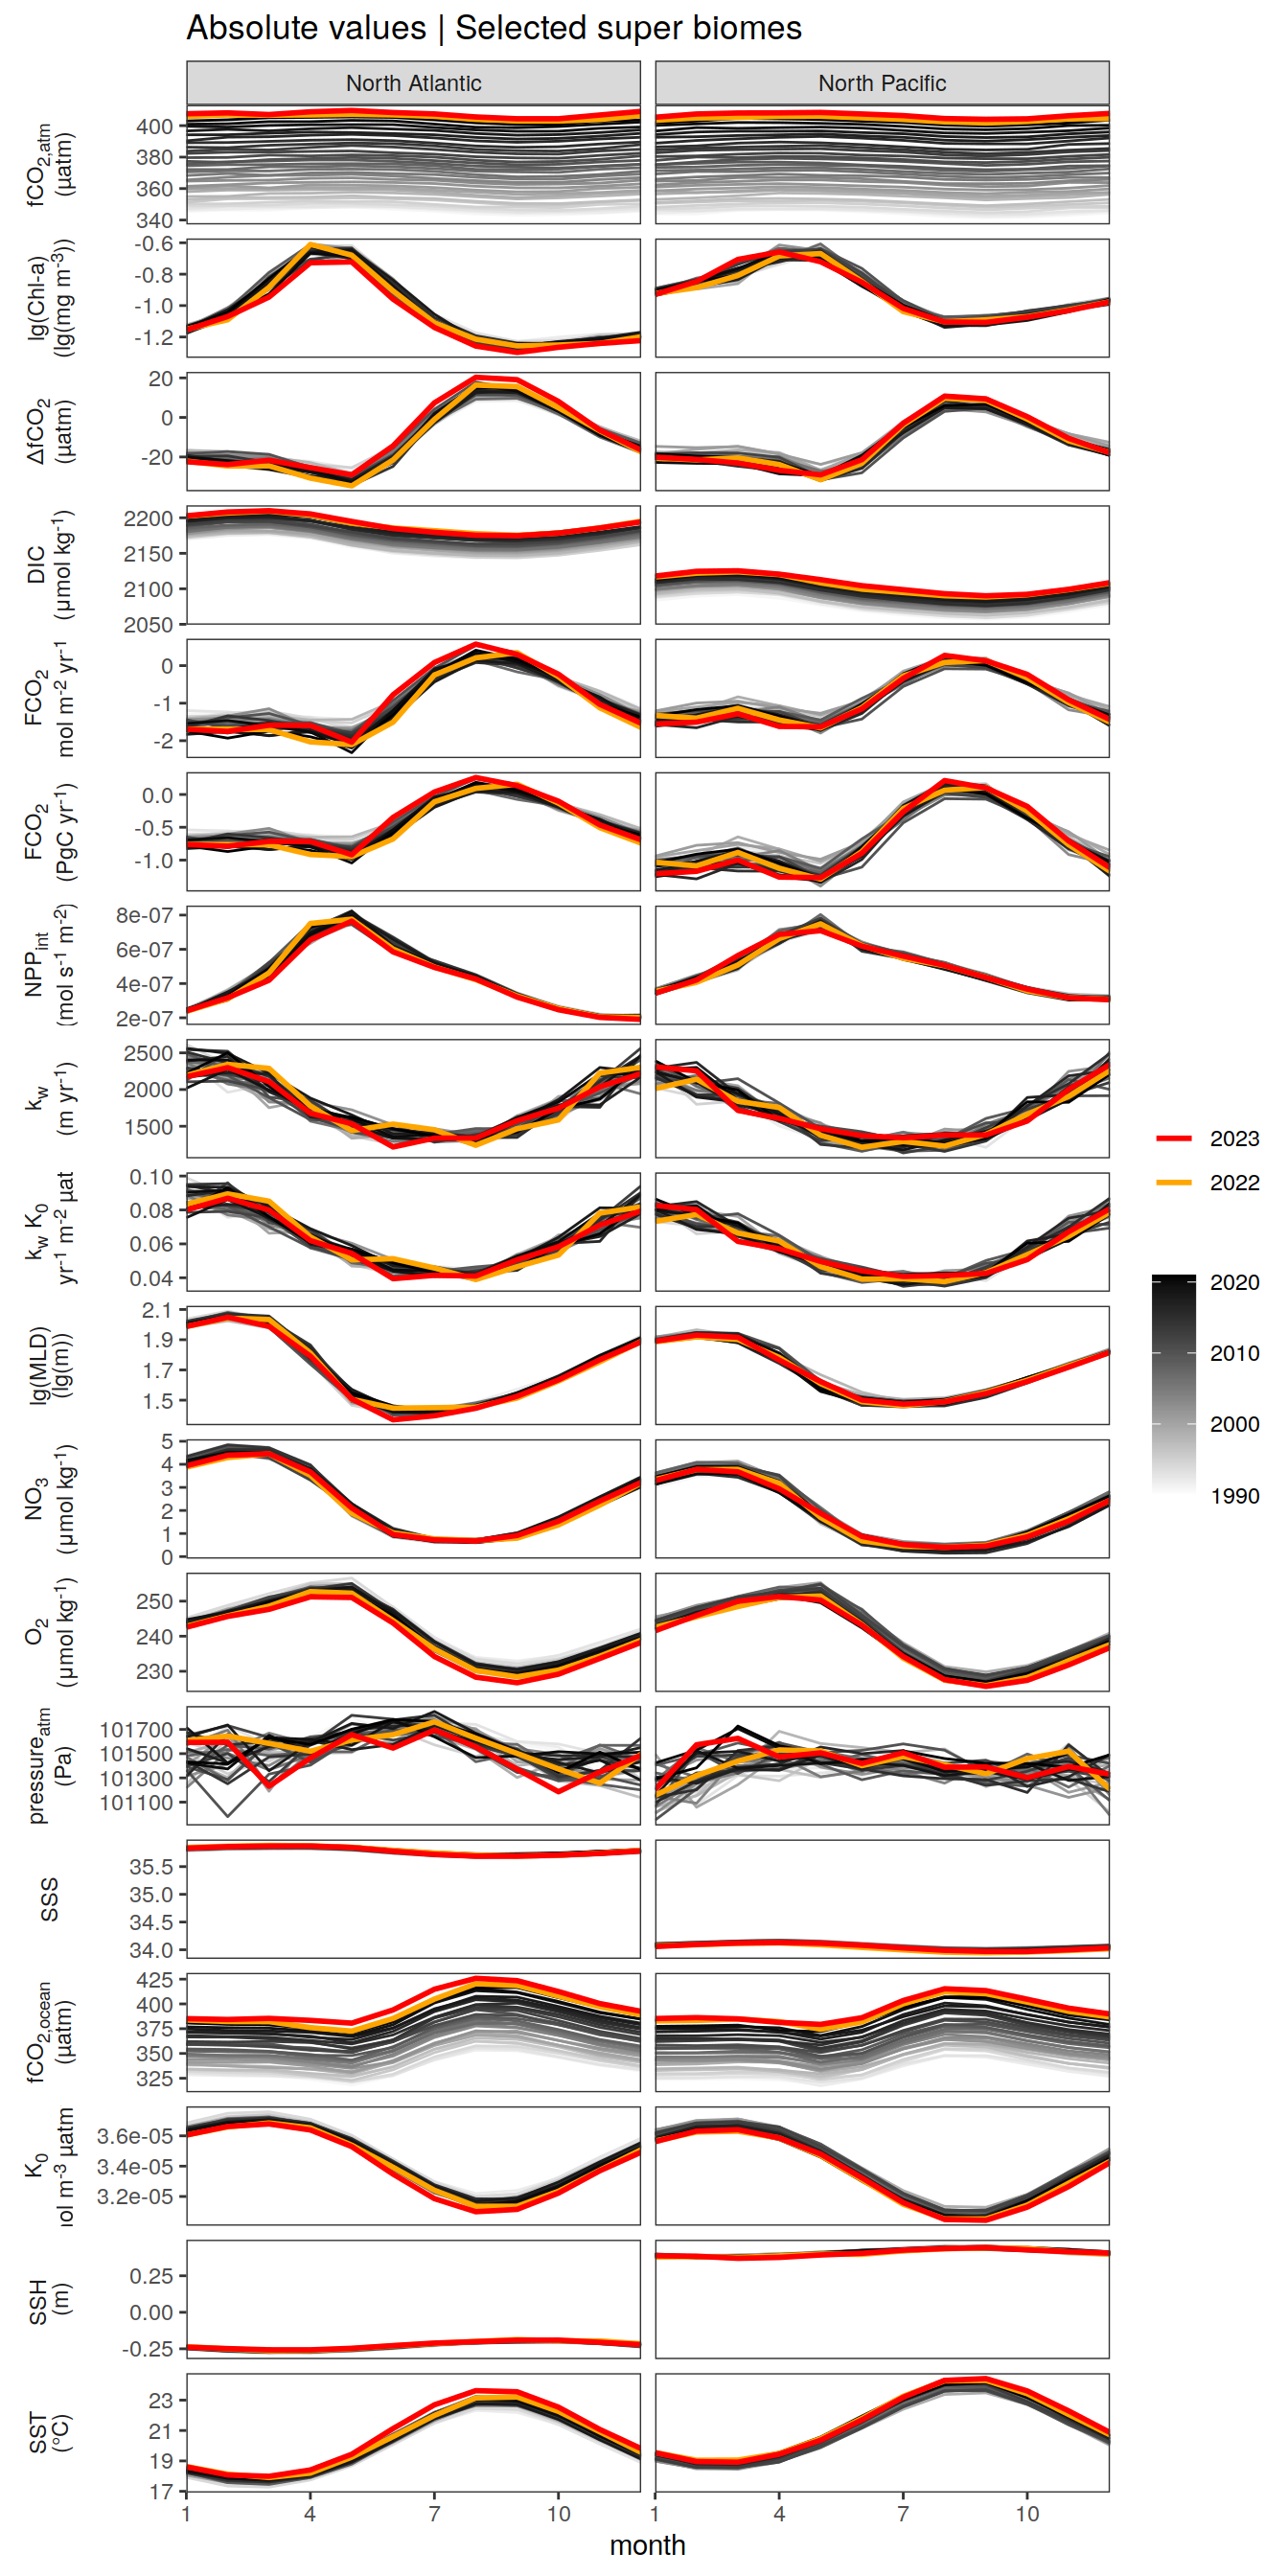 Absolute values | Selected super biomes
North Atlantic
North Pacific
fCO2,atm
(µatm)
400
380
360
340
lg(Chl-a)
(lg(mg m-3))
-0.6
-0.8
-1.0
-1.2
ΔfCO2
(µatm)
20
0
-20
DIC
(µmol kg-1)
2200
2150
2100
2050
FCO2
mol m-2 yr-1
0
-1
-2
FCO2
(PgC yr-1)
0.0
-0.5
-1.0
NPPint
(mol s-1 m-2)
8e-07
6e-07
4e-07
2e-07
kw
(m yr-1)
2500
2000
1500
kw K0
yr-1 m-2 µat
0.10
0.08
0.06
0.04
lg(MLD)
(lg(m))
2.1
1.9
1.7
1.5
NO3
(µmol kg-1)
5
4
3
2
1
0
O2
(µmol kg-1)
250
240
230
pressureatm
(Pa)
101700
101500
101300
101100
SSS
35.5
35.0
34.5
34.0
fCO2,ocean
(µatm)
425
400
375
350
325
K0
ol m-3 µatm
3.6e-05
3.4e-05
3.2e-05
SSH
(m)
0.25
0.00
-0.25
SST
(°C)
23
21
19
17
1
4
7
10
1
4
7
10
month
2023
2022
2020
2010
2000
1990